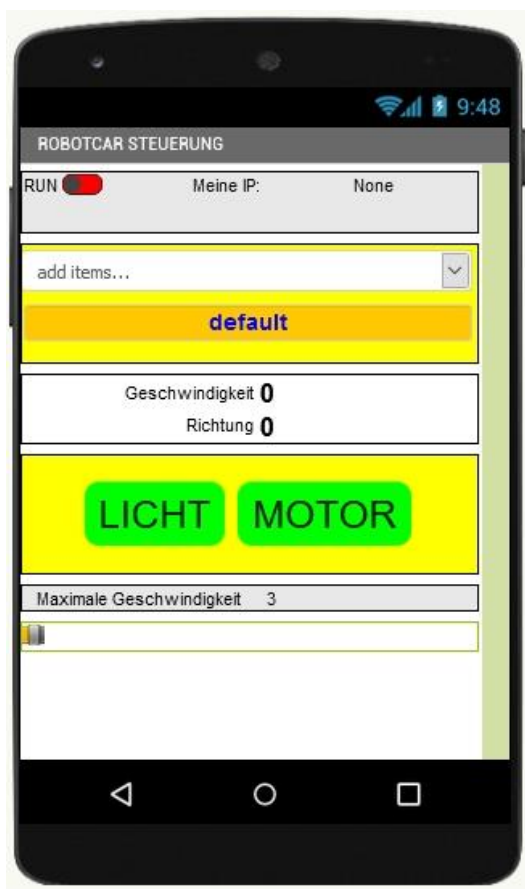 9:48
ROBOTCAR STEUERUNG
RUN Meine IP: None
add items...
default
Geschwindigkeit 0
Richtung 0
LICHT MOTOR
Maximale Geschwindigkeit 3